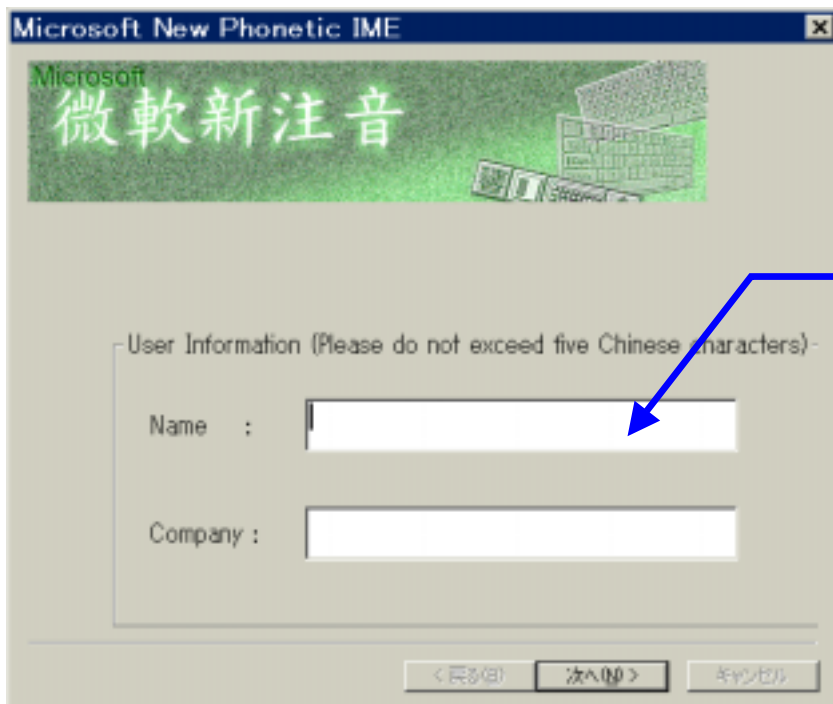 Microsoft New Phonetic IME
Microsoft
微軟新注音
User Information (Please do not exceed five Chinese characters)
Name :
Company :
< 戻る(B)
次へ(N) >
キャンセル